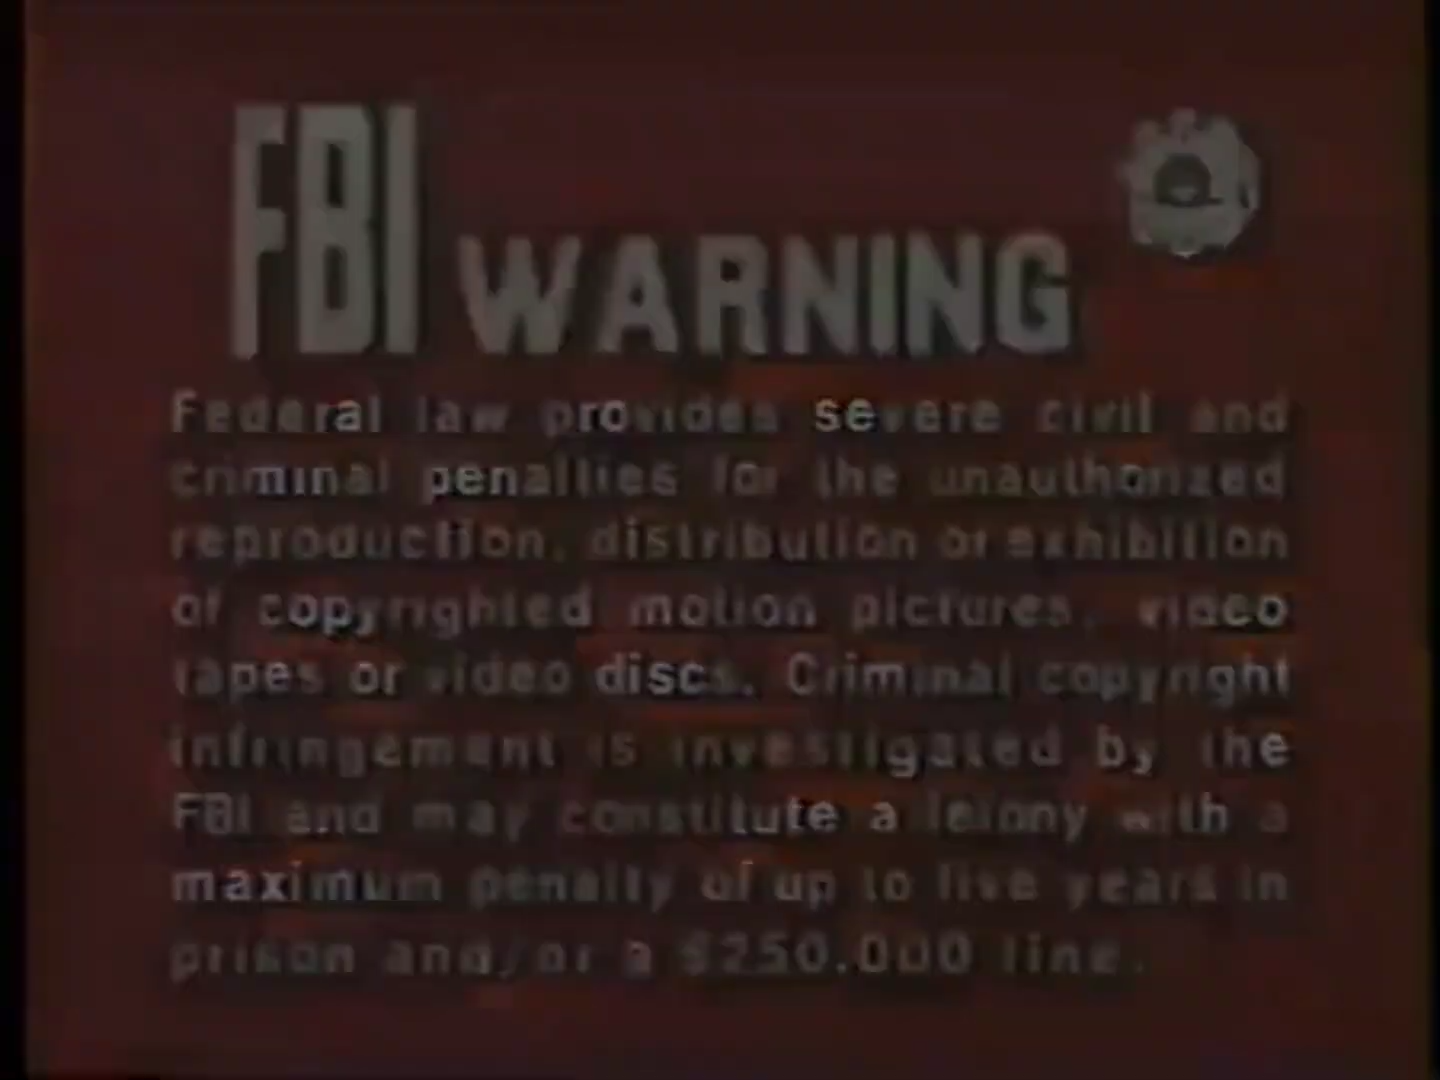 FBI WARNING
Federal law provides severe civil and
criminal penalties for the unauthorized
reproduction, distribution or exhibition
of copyrighted motion pictures, video
tapes or video discs. Criminal copyright
infringement is investigated by the
FBI and may constitute a felony with a
maximum penalty of up to five years in
prison and/or a $250.000 fine.